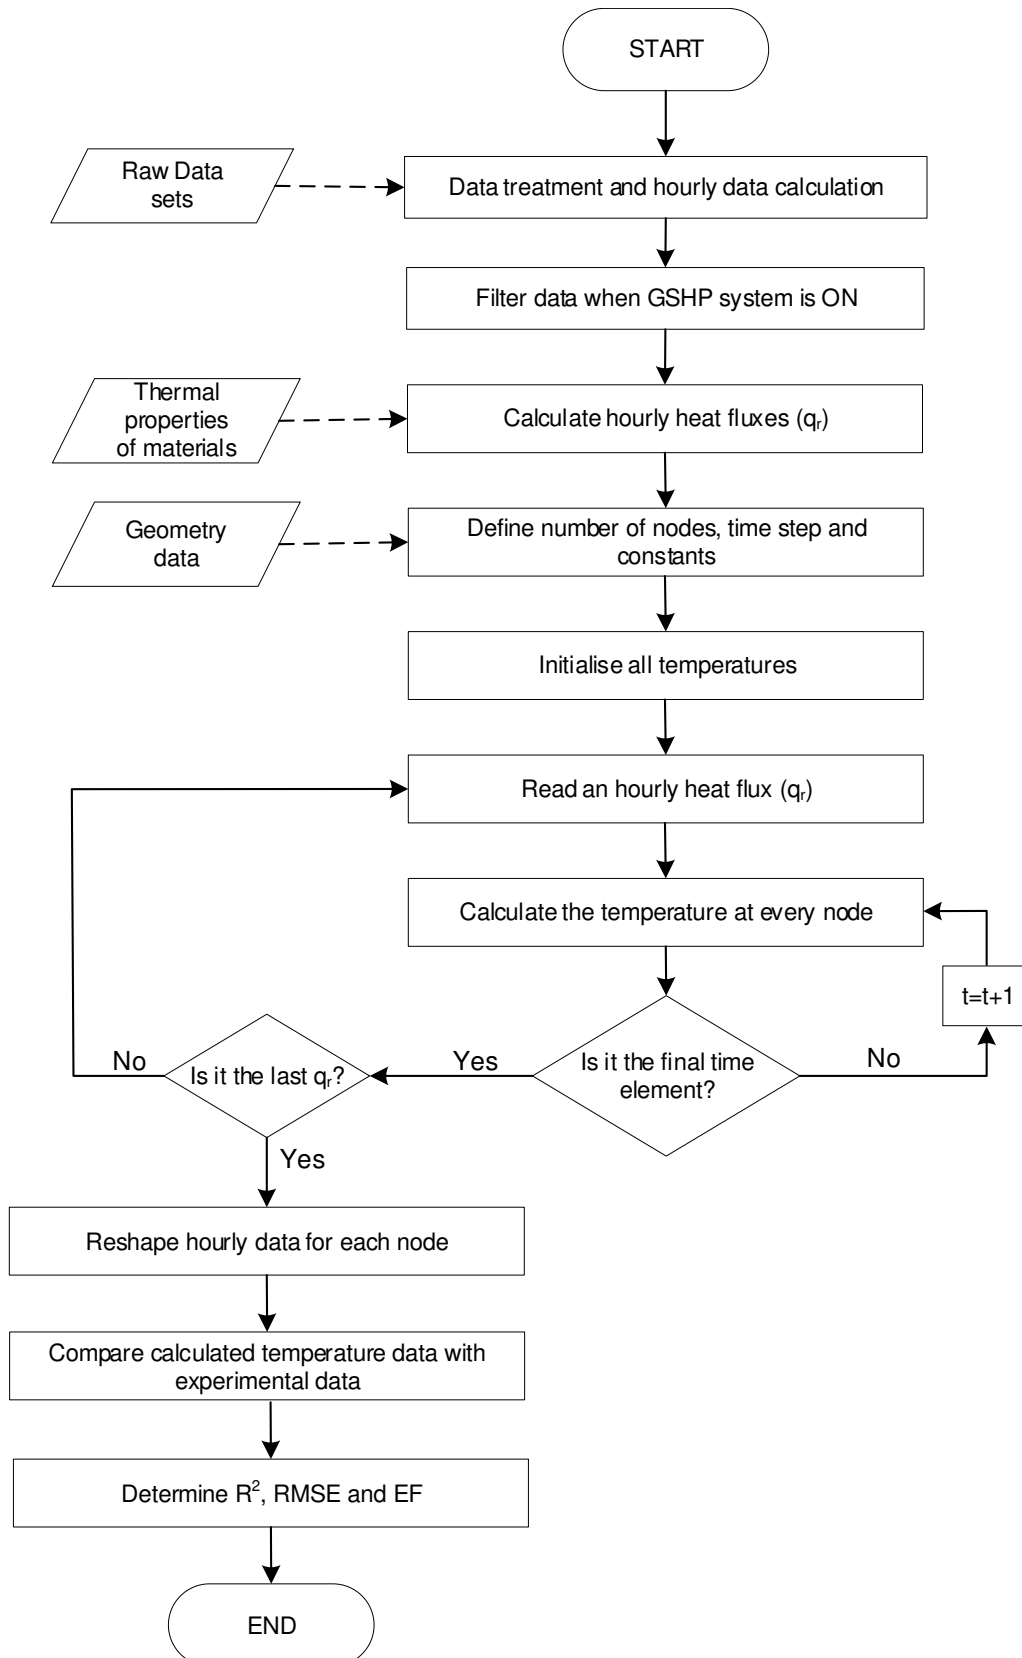 START
Raw Data
sets
Data treatment and hourly data calculation
Filter data when GSHP system is ON
Thermal
properties
of materials
Calculate hourly heat fluxes (qᵣ)
Geometry
data
Define number of nodes, time step and
constants
Initialise all temperatures
Read an hourly heat flux (qᵣ)
Calculate the temperature at every node
t=t+1
Is it the final time
element?
No
Yes
Is it the last qᵣ?
No
Yes
Reshape hourly data for each node
Compare calculated temperature data with
experimental data
Determine R², RMSE and EF
END